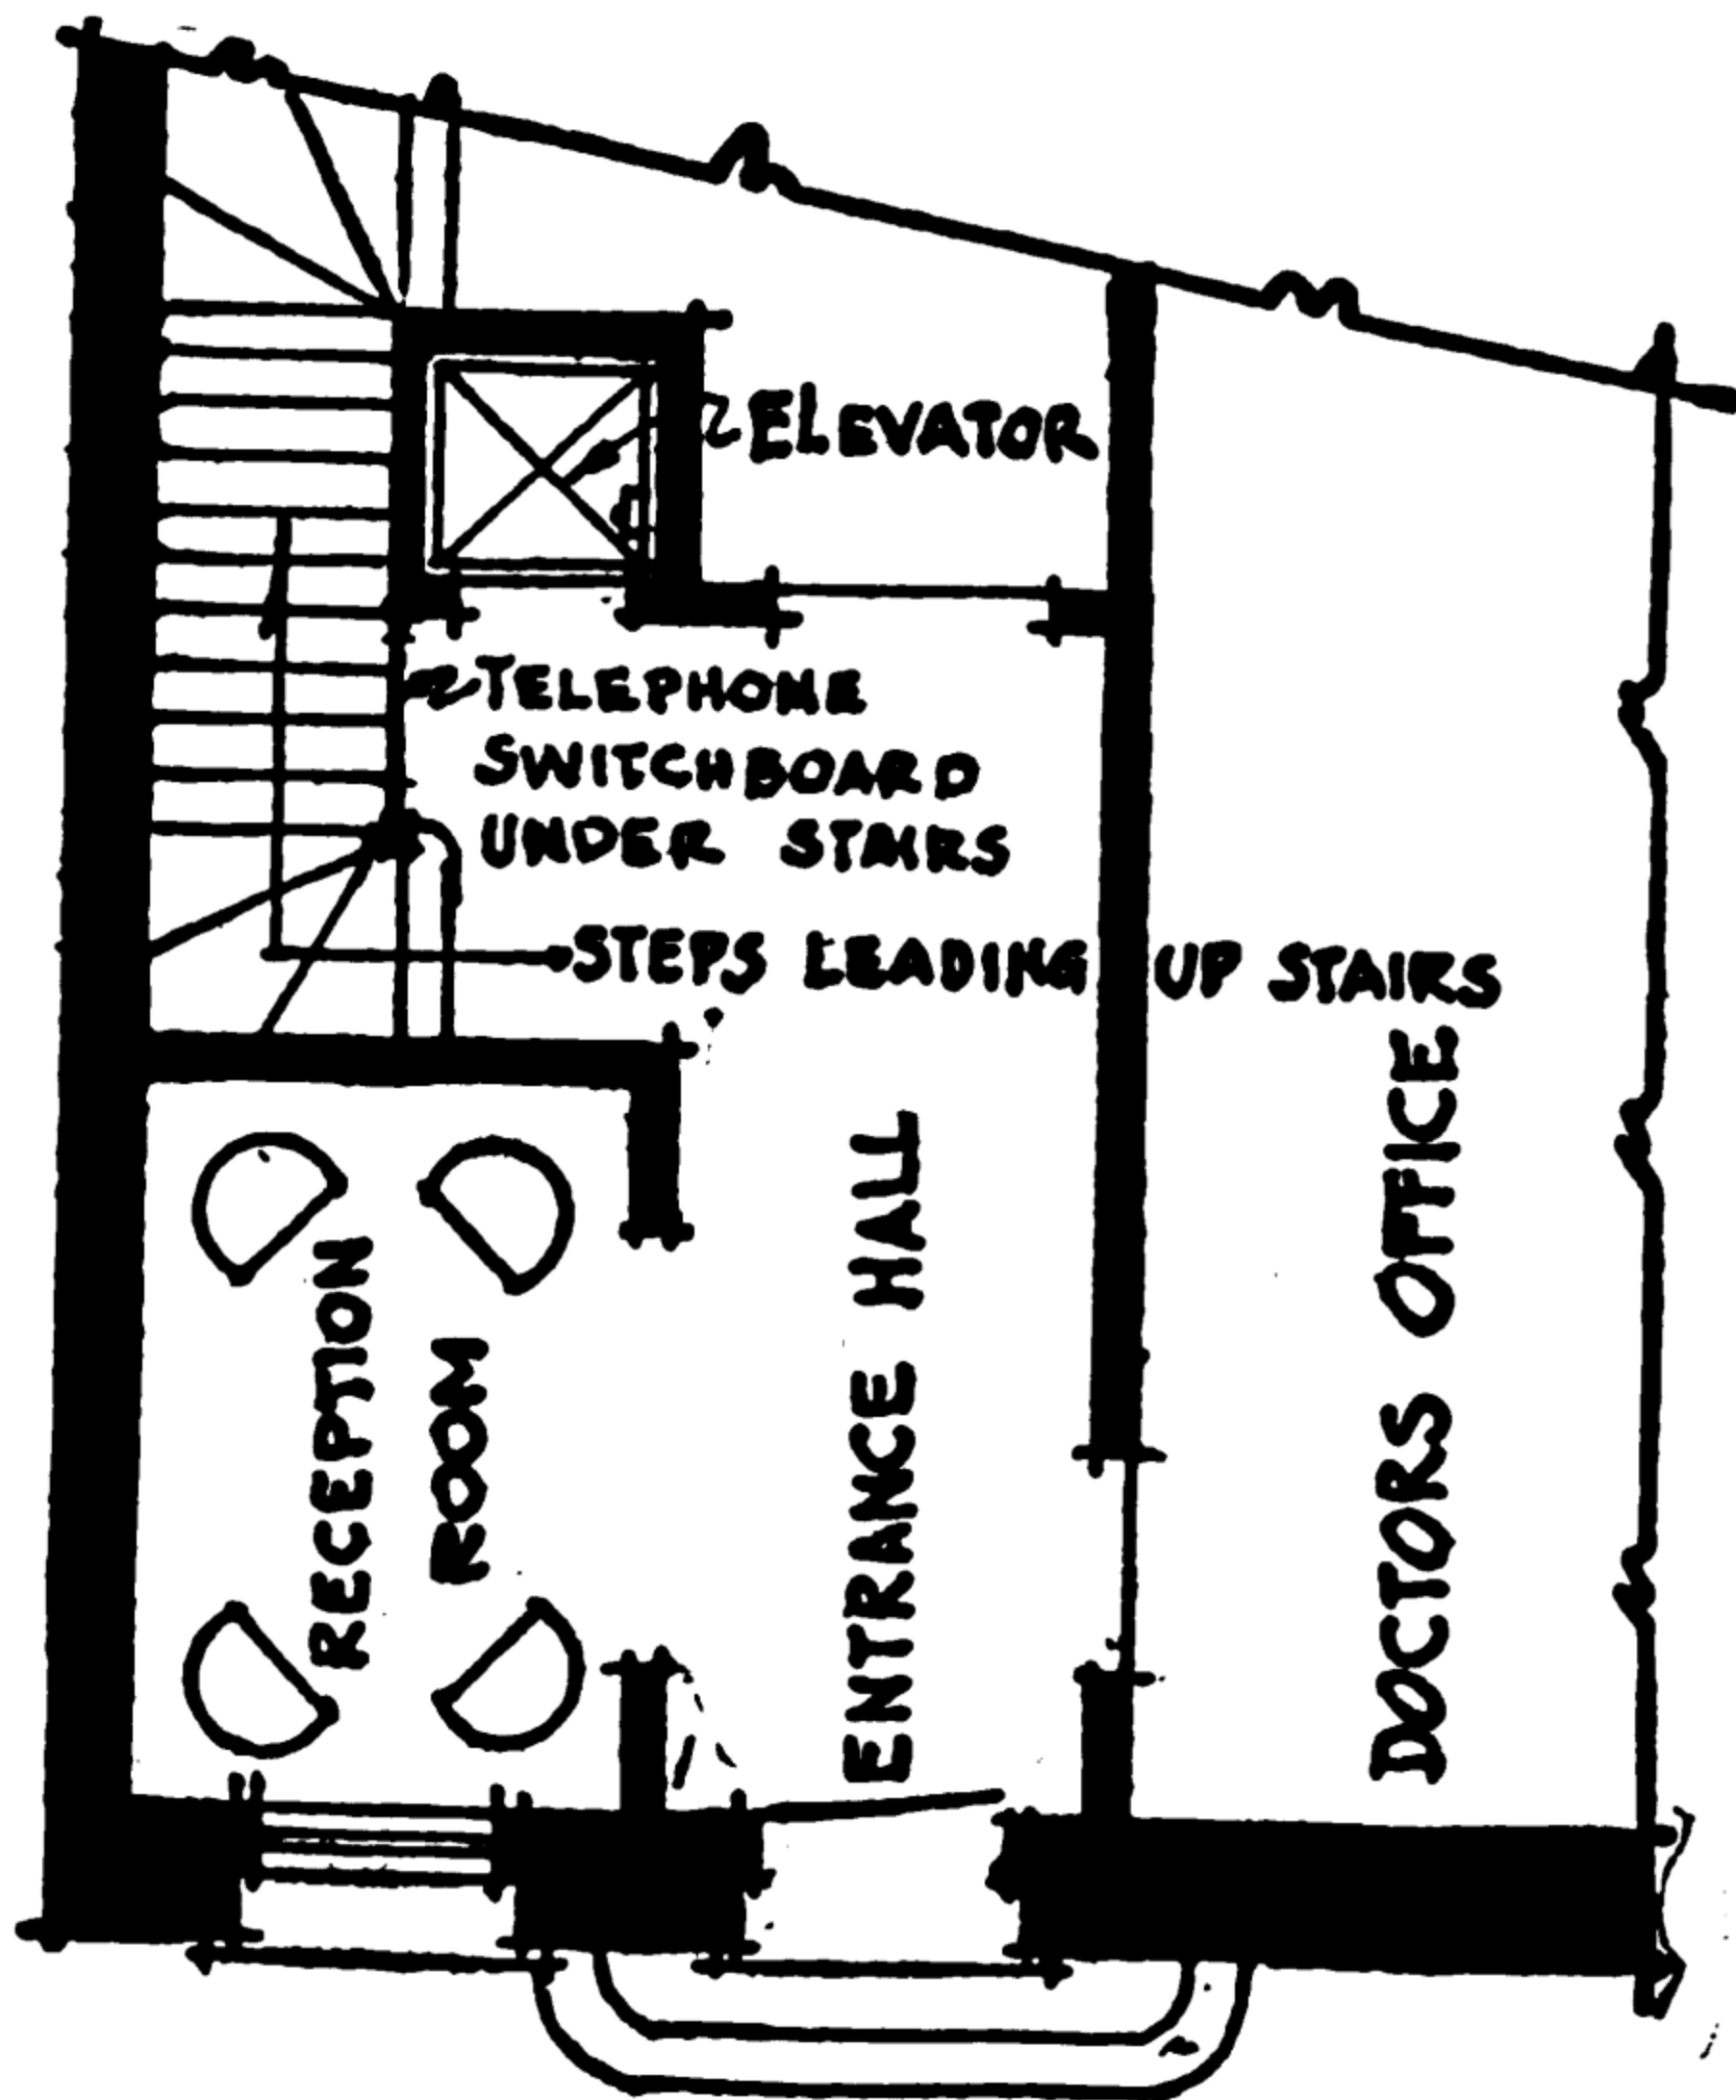 ELEVATOR
TELEPHONE
SWITCHBOARD
UNDER STAIRS
STEPS LEADING UP STAIRS
RECEPTION
ROOM
ENTRANCE HALL
DOCTORS OFFICE